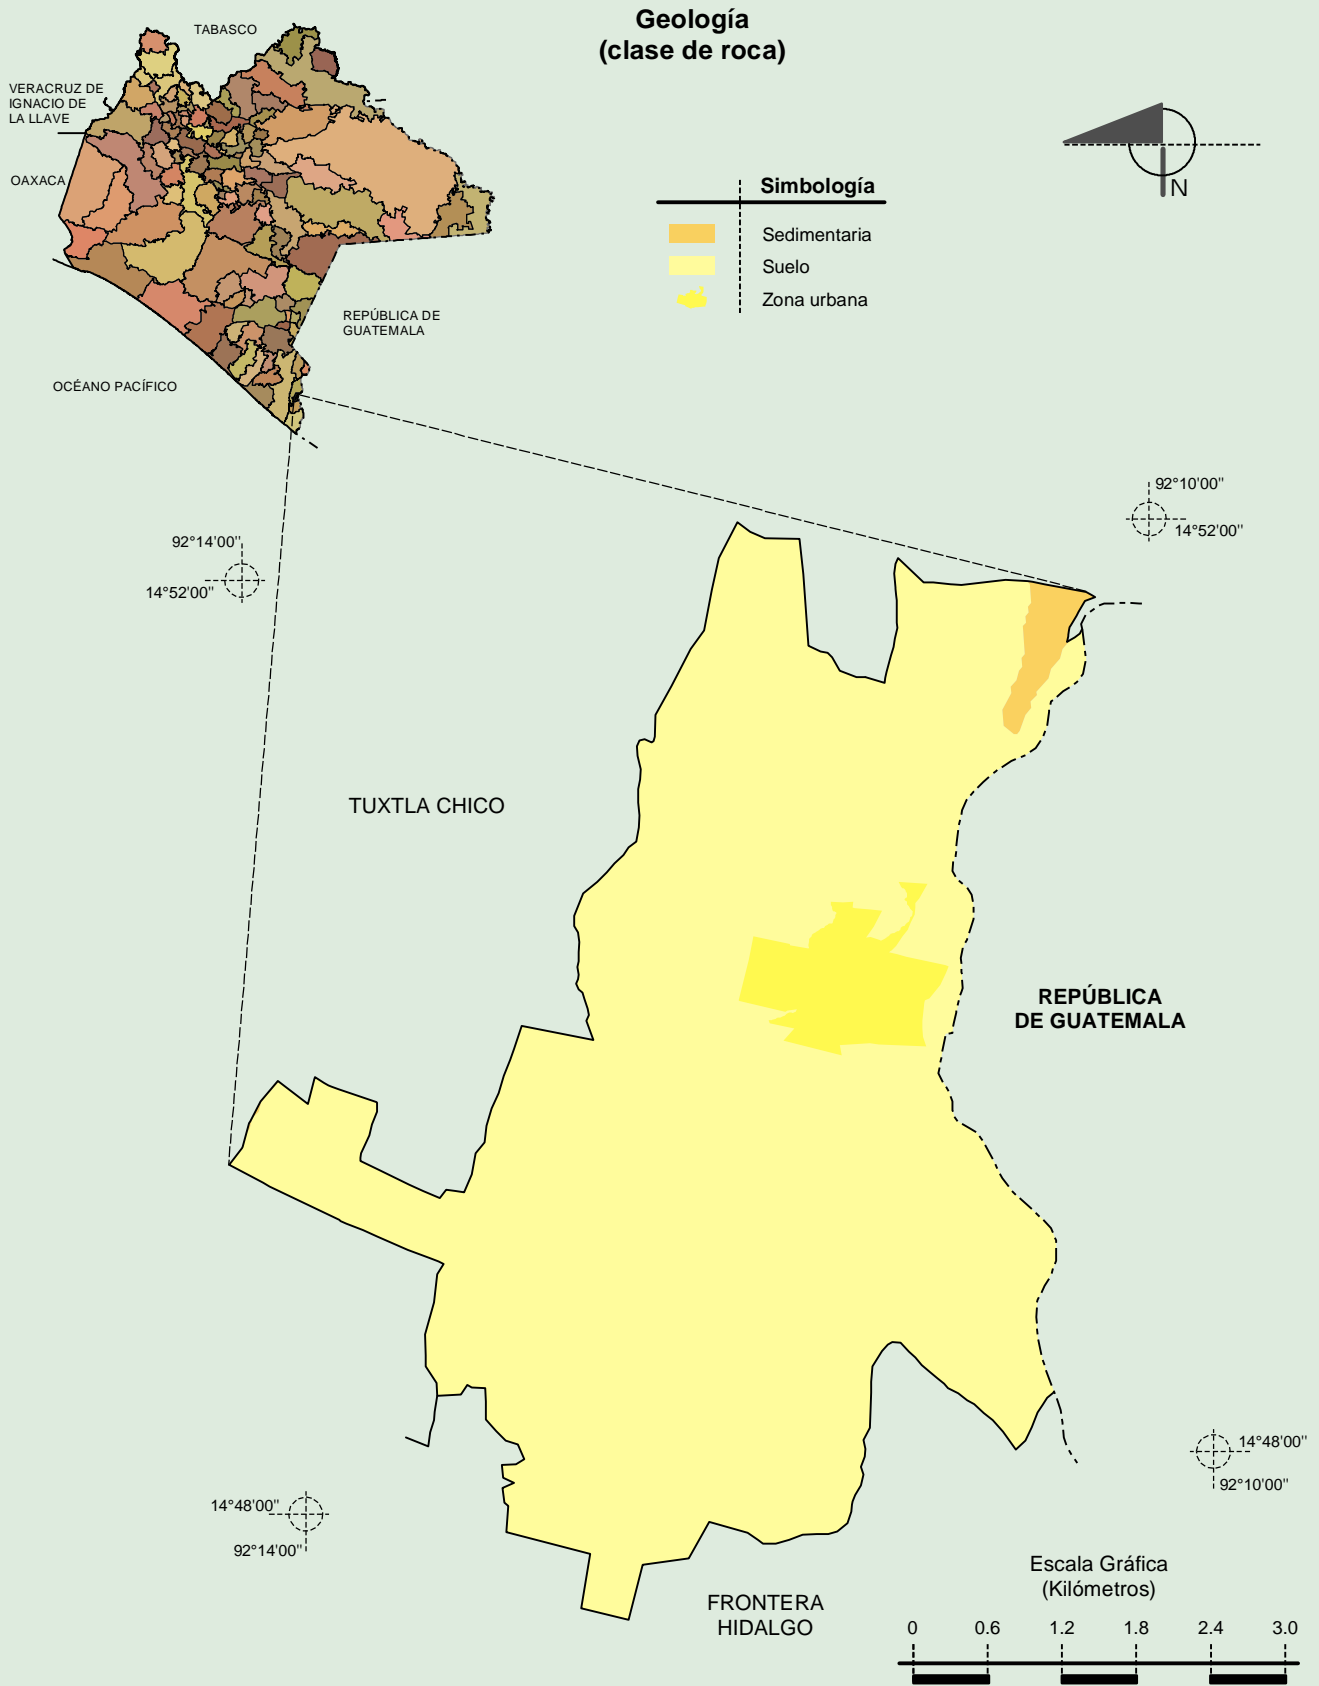 Geología
(clase de roca)
TABASCO
VERACRUZ DE
IGNACIO DE
LA LLAVE
OAXACA
REPÚBLICA DE
GUATEMALA
OCÉANO PACÍFICO
N
Simbología
Sedimentaria
Suelo
Zona urbana
92°10'00"
14°52'00"
92°14'00"
14°52'00"
TUXTLA CHICO
REPÚBLICA
DE GUATEMALA
14°48'00"
92°10'00"
14°48'00"
92°14'00"
FRONTERA
HIDALGO
Escala Gráfica
(Kilómetros)
0 0.6 1.2 1.8 2.4 3.0